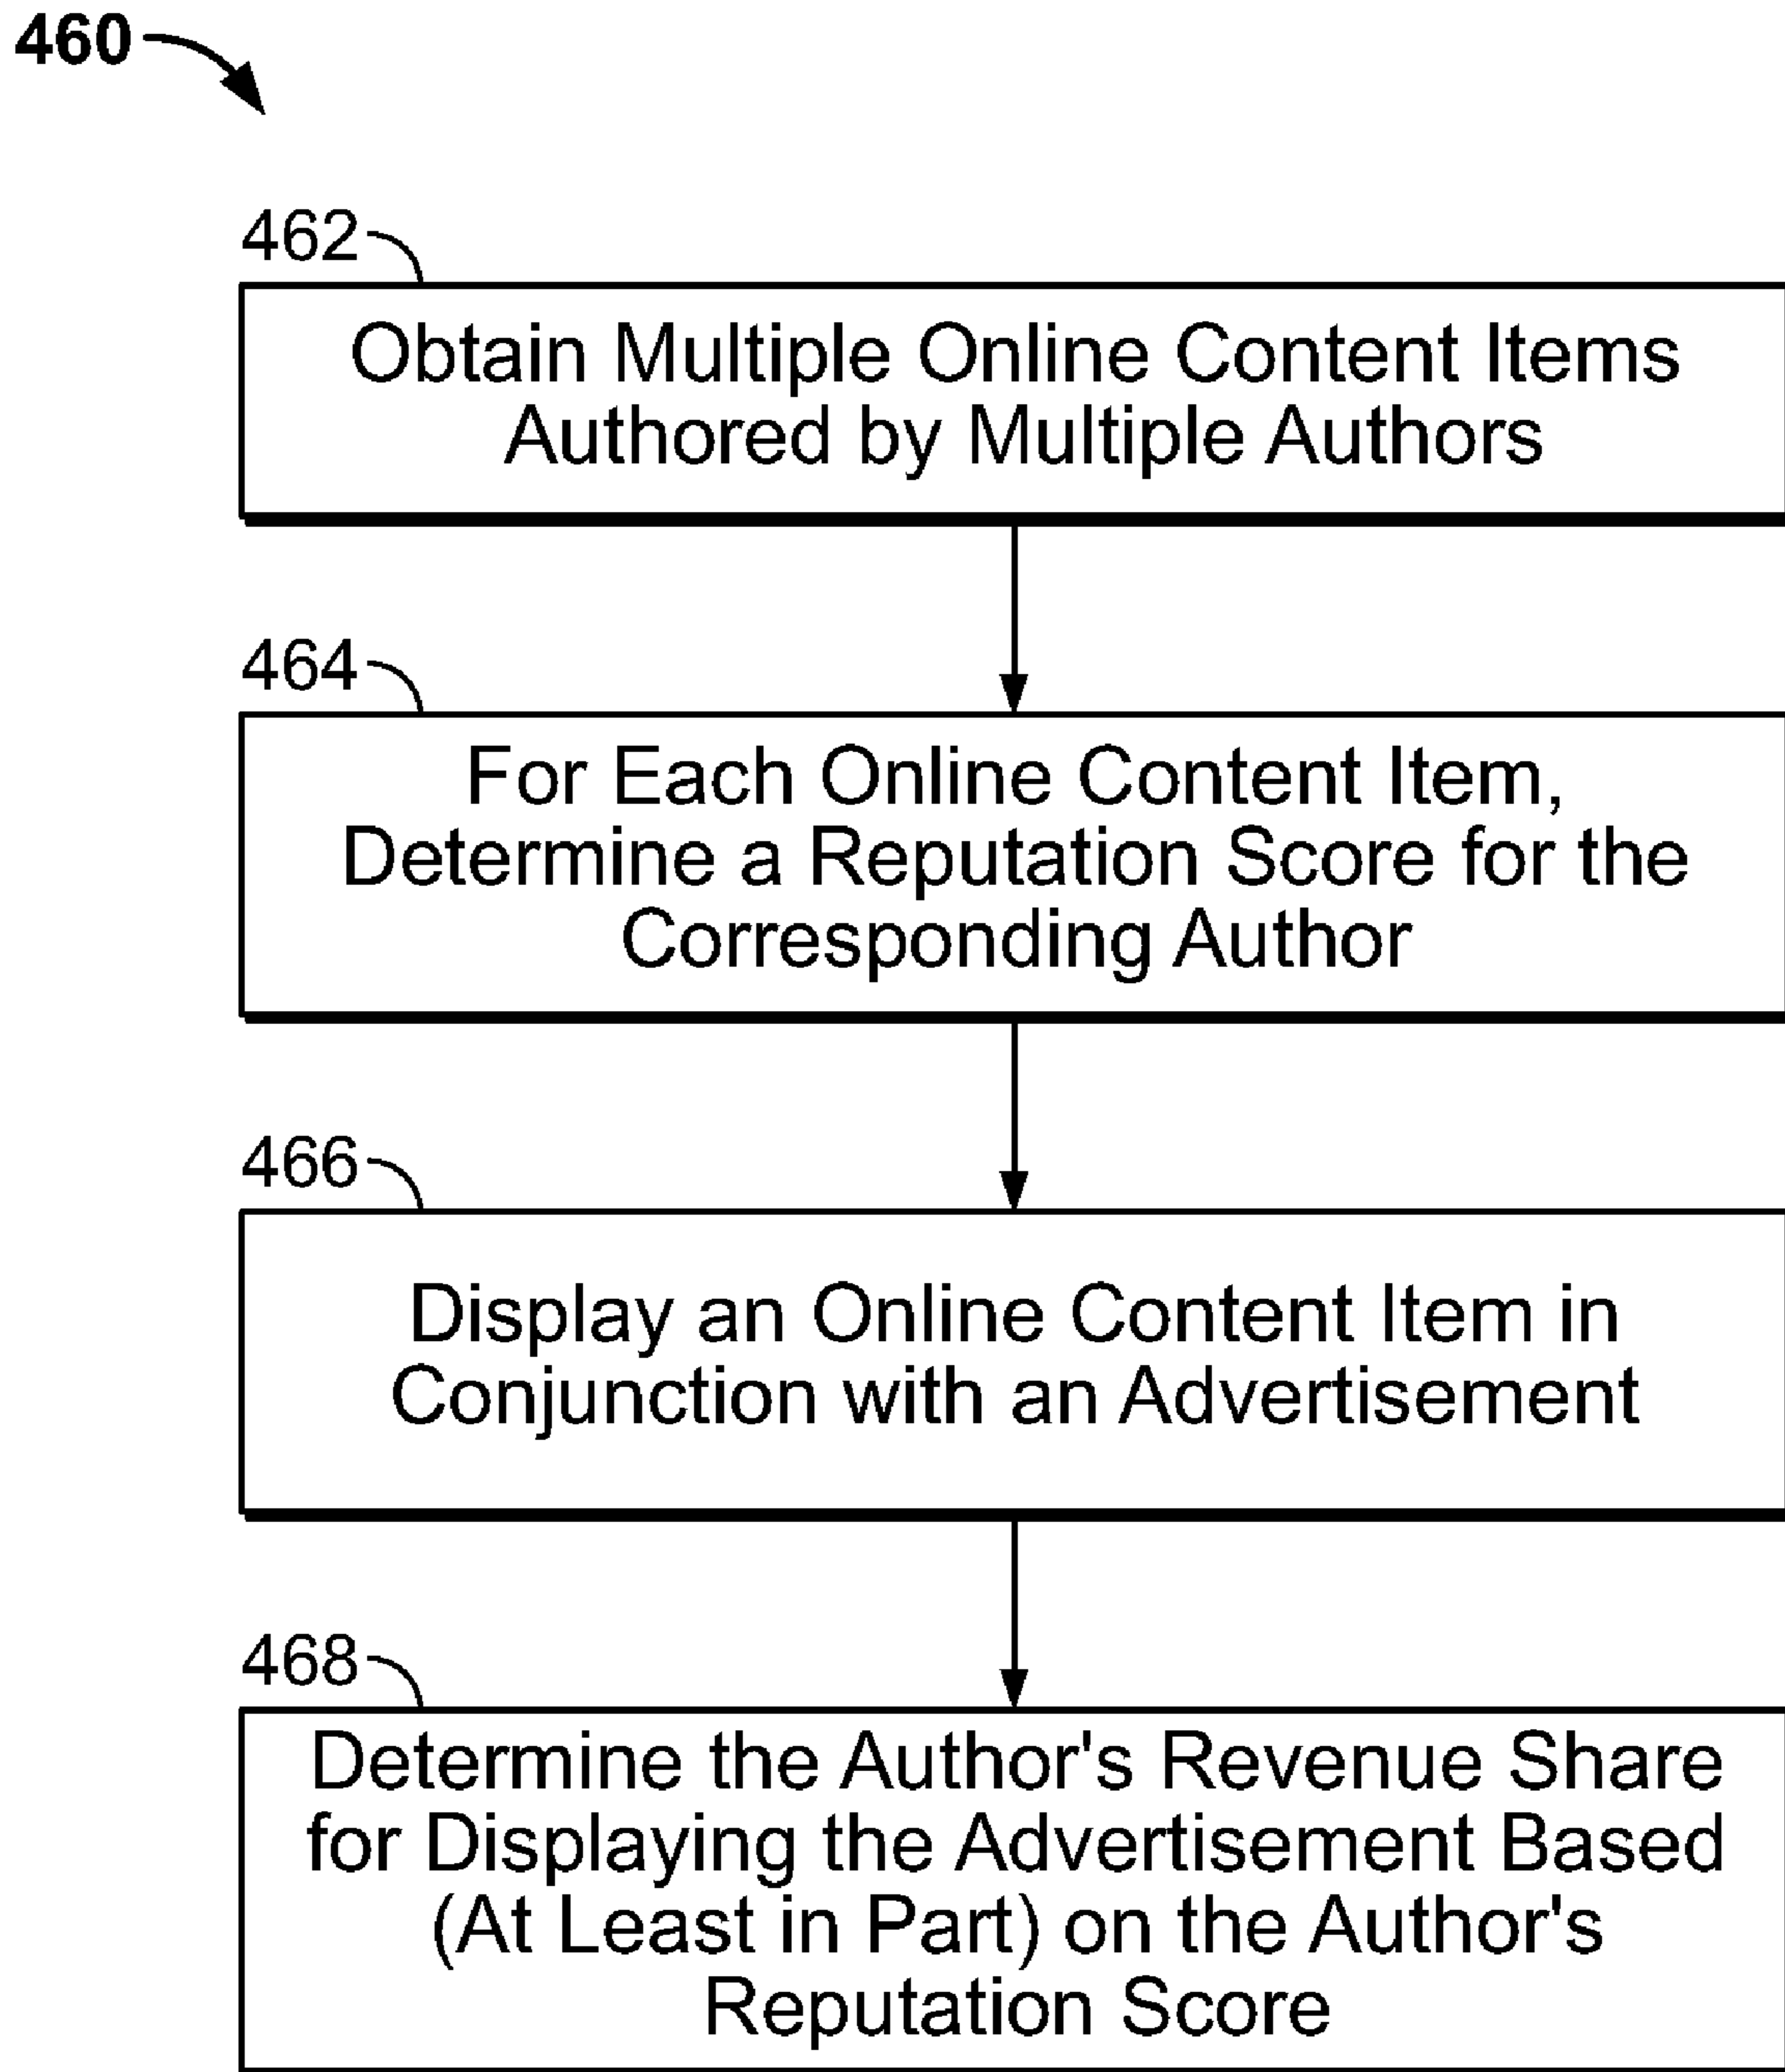 460
462
Obtain Multiple Online Content Items
Authored by Multiple Authors
464
For Each Online Content Item,
Determine a Reputation Score for the
Corresponding Author
466
Display an Online Content Item in
Conjunction with an Advertisement
468
Determine the Author's Revenue Share
for Displaying the Advertisement Based
(At Least in Part) on the Author's
Reputation Score